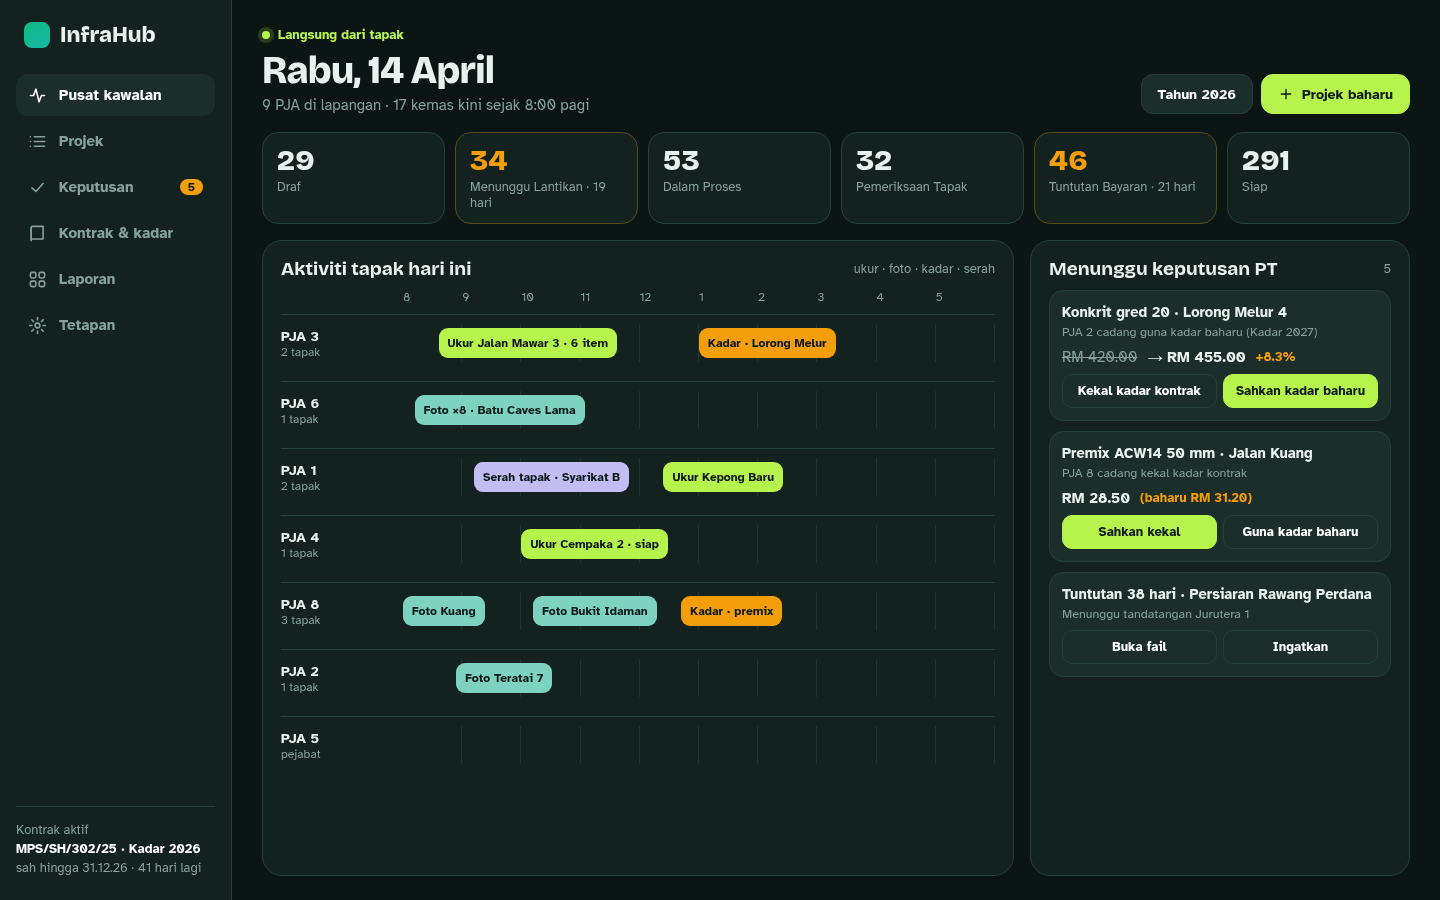 InfraHub
Pusat kawalan
Projek
Keputusan 5
Kontrak & kadar
Laporan
Tetapan
Kontrak aktif
MPS/SH/302/25 · Kadar 2026
sah hingga 31.12.26 · 41 hari lagi
Langsung dari tapak
Rabu, 14 April
9 PJA di lapangan · 17 kemas kini sejak 8:00 pagi
Tahun 2026
+ Projek baharu
29
Draf
34
Menunggu Lantikan · 19
hari
53
Dalam Proses
32
Pemeriksaan Tapak
46
Tuntutan Bayaran · 21 hari
291
Siap
Aktiviti tapak hari ini
ukur · foto · kadar · serah
8 9 10 11 12 1 2 3 4 5
PJA 3
2 tapak
Ukur Jalan Mawar 3 · 6 item
Kadar · Lorong Melur
PJA 6
1 tapak
Foto ×8 · Batu Caves Lama
PJA 1
2 tapak
Serah tapak · Syarikat B
Ukur Kepong Baru
PJA 4
1 tapak
Ukur Cempaka 2 · siap
PJA 8
3 tapak
Foto Kuang
Foto Bukit Idaman
Kadar · premix
PJA 2
1 tapak
Foto Teratai 7
PJA 5
pejabat
Menunggu keputusan PT 5
Konkrit gred 20 · Lorong Melur 4
PJA 2 cadang guna kadar baharu (Kadar 2027)
RM 420.00 → RM 455.00 +8.3%
Kekal kadar kontrak
Sahkan kadar baharu
Premix ACW14 50 mm · Jalan Kuang
PJA 8 cadang kekal kadar kontrak
RM 28.50 (baharu RM 31.20)
Sahkan kekal
Guna kadar baharu
Tuntutan 38 hari · Persiaran Rawang Perdana
Menunggu tandatangan Jurutera 1
Buka fail
Ingatkan